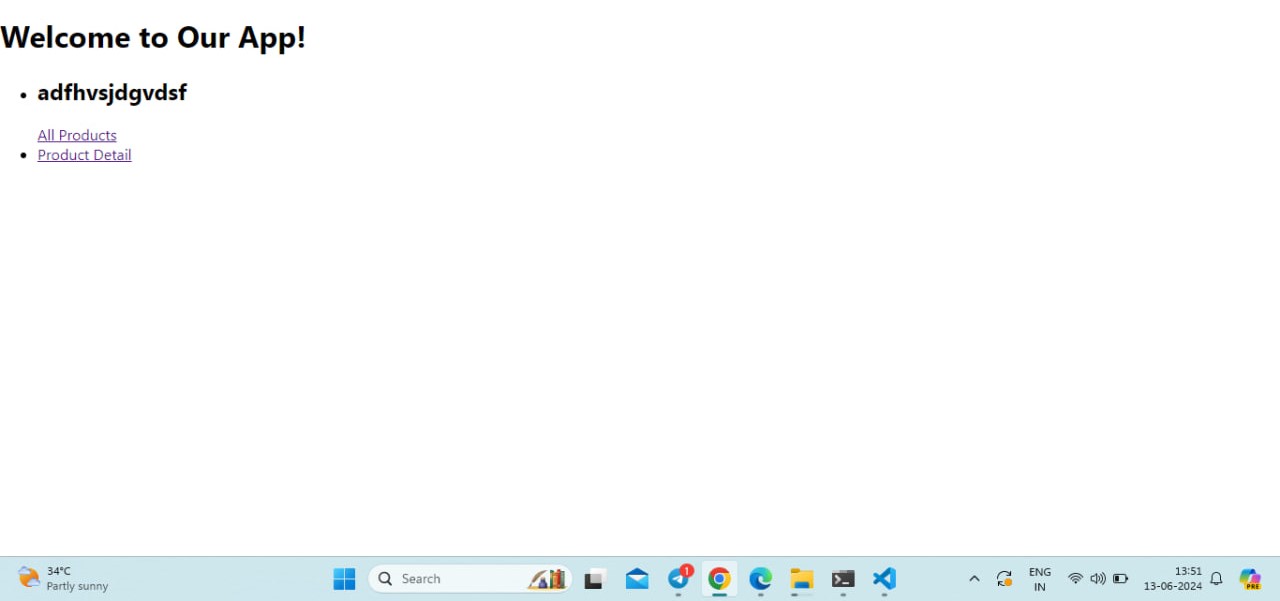 Welcome to Our App!
adfhvsjdgvdsf
All Products
Product Detail
34°C
Partly sunny
Search
1
ENG
IN
13:51
13-06-2024
PRE